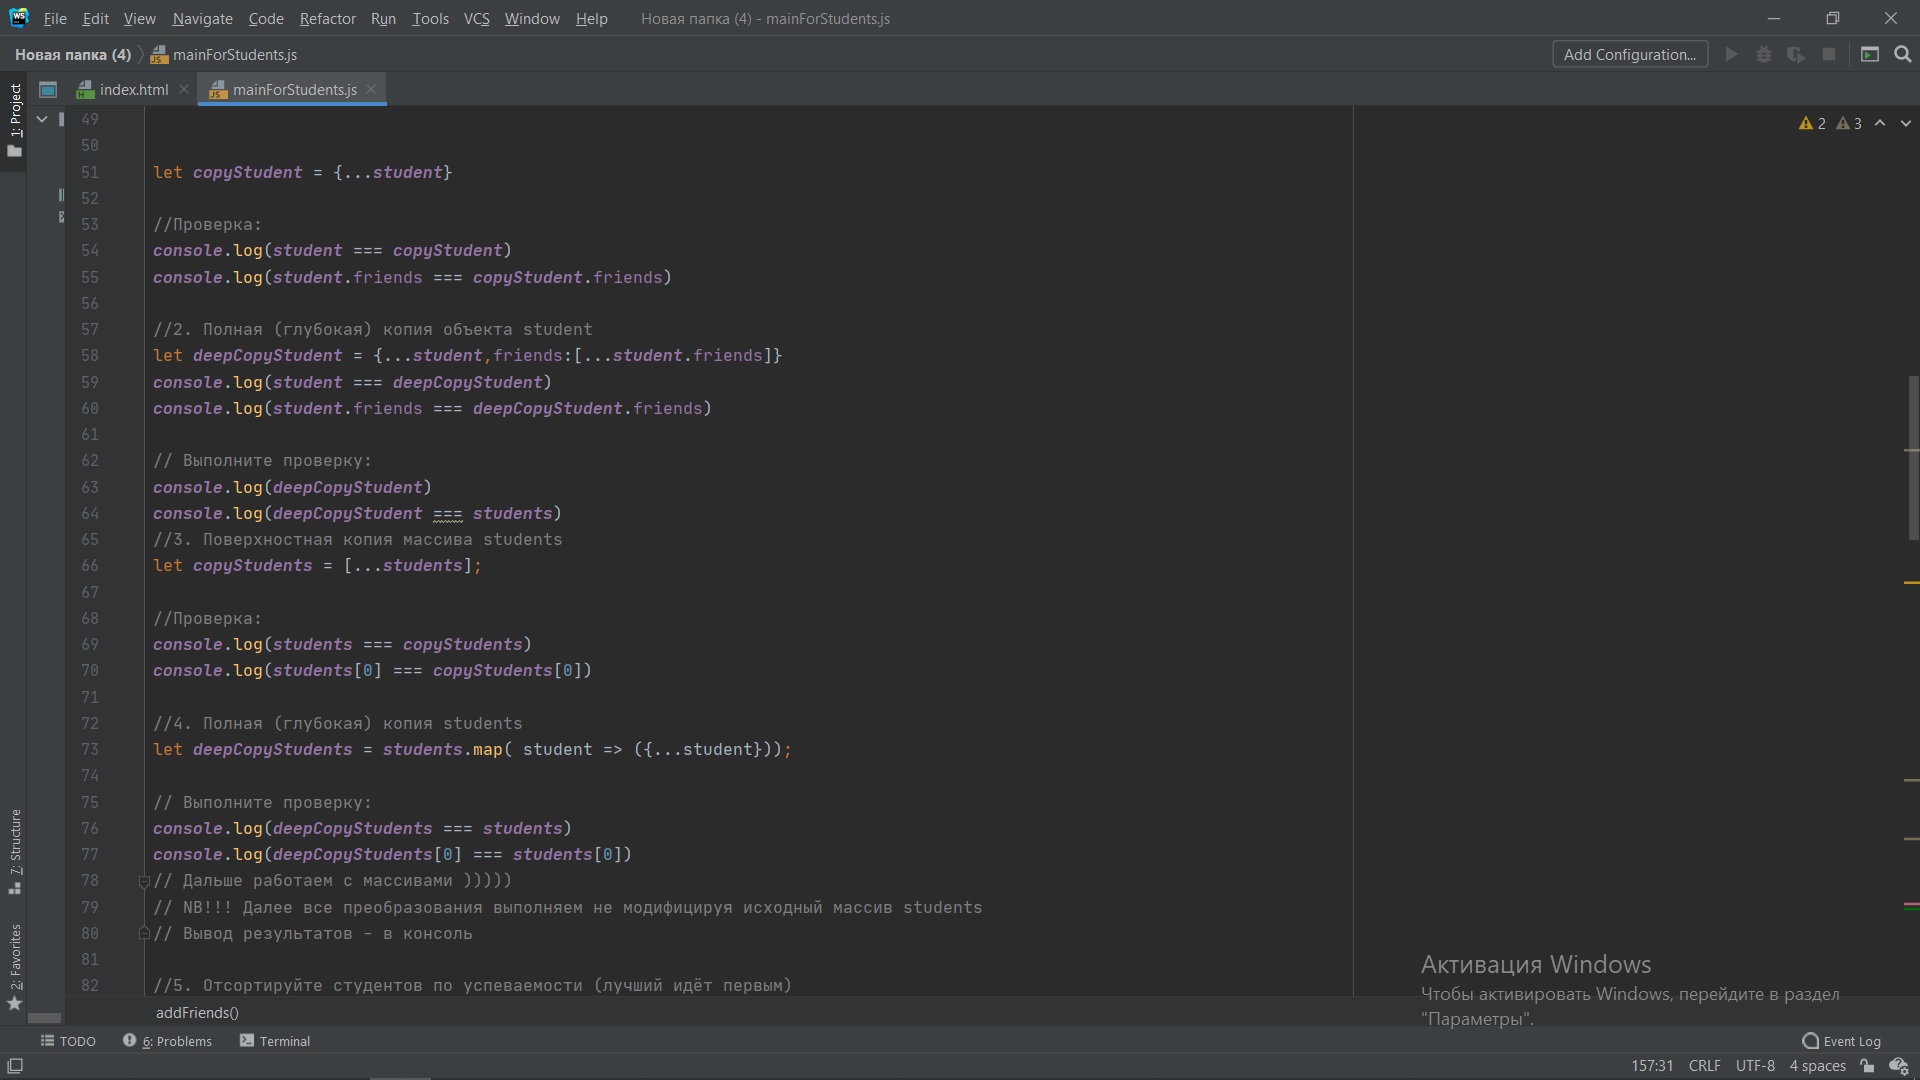 File Edit View Navigate Code Refactor Run Tools VCS Window Help Новая папка (4) - mainForStudents.js
Новая папка (4) mainForStudents.js Add Configuration...
index.html mainForStudents.js
1: Project
2 3
49
50
51 let copyStudent = {...student}
52
53 //Проверка:
54 console.log(student === copyStudent)
55 console.log(student.friends === copyStudent.friends)
56
57 //2. Полная (глубокая) копия объекта student
58 let deepCopyStudent = {...student,friends:[...student.friends]}
59 console.log(student === deepCopyStudent)
60 console.log(student.friends === deepCopyStudent.friends)
61
62 // Выполните проверку:
63 console.log(deepCopyStudent)
64 console.log(deepCopyStudent === students)
65 //3. Поверхностная копия массива students
66 let copyStudents = [...students];
67
68 //Проверка:
69 console.log(students === copyStudents)
70 console.log(students[0] === copyStudents[0])
71
72 //4. Полная (глубокая) копия students
73 let deepCopyStudents = students.map( student => ({...student}));
74
75 // Выполните проверку:
76 console.log(deepCopyStudents === students)
77 console.log(deepCopyStudents[0] === students[0])
78 // Дальше работаем с массивами )))))
79 // NB!!! Далее все преобразования выполняем не модифицируя исходный массив students
80 // Вывод результатов - в консоль
81
82 //5. Отсортируйте студентов по успеваемости (лучший идёт первым)
7: Structure
2: Favorites
Активация Windows
Чтобы активировать Windows, перейдите в раздел
"Параметры".
addFriends()
TODO 6: Problems Terminal Event Log
157:31 CRLF UTF-8 4 spaces